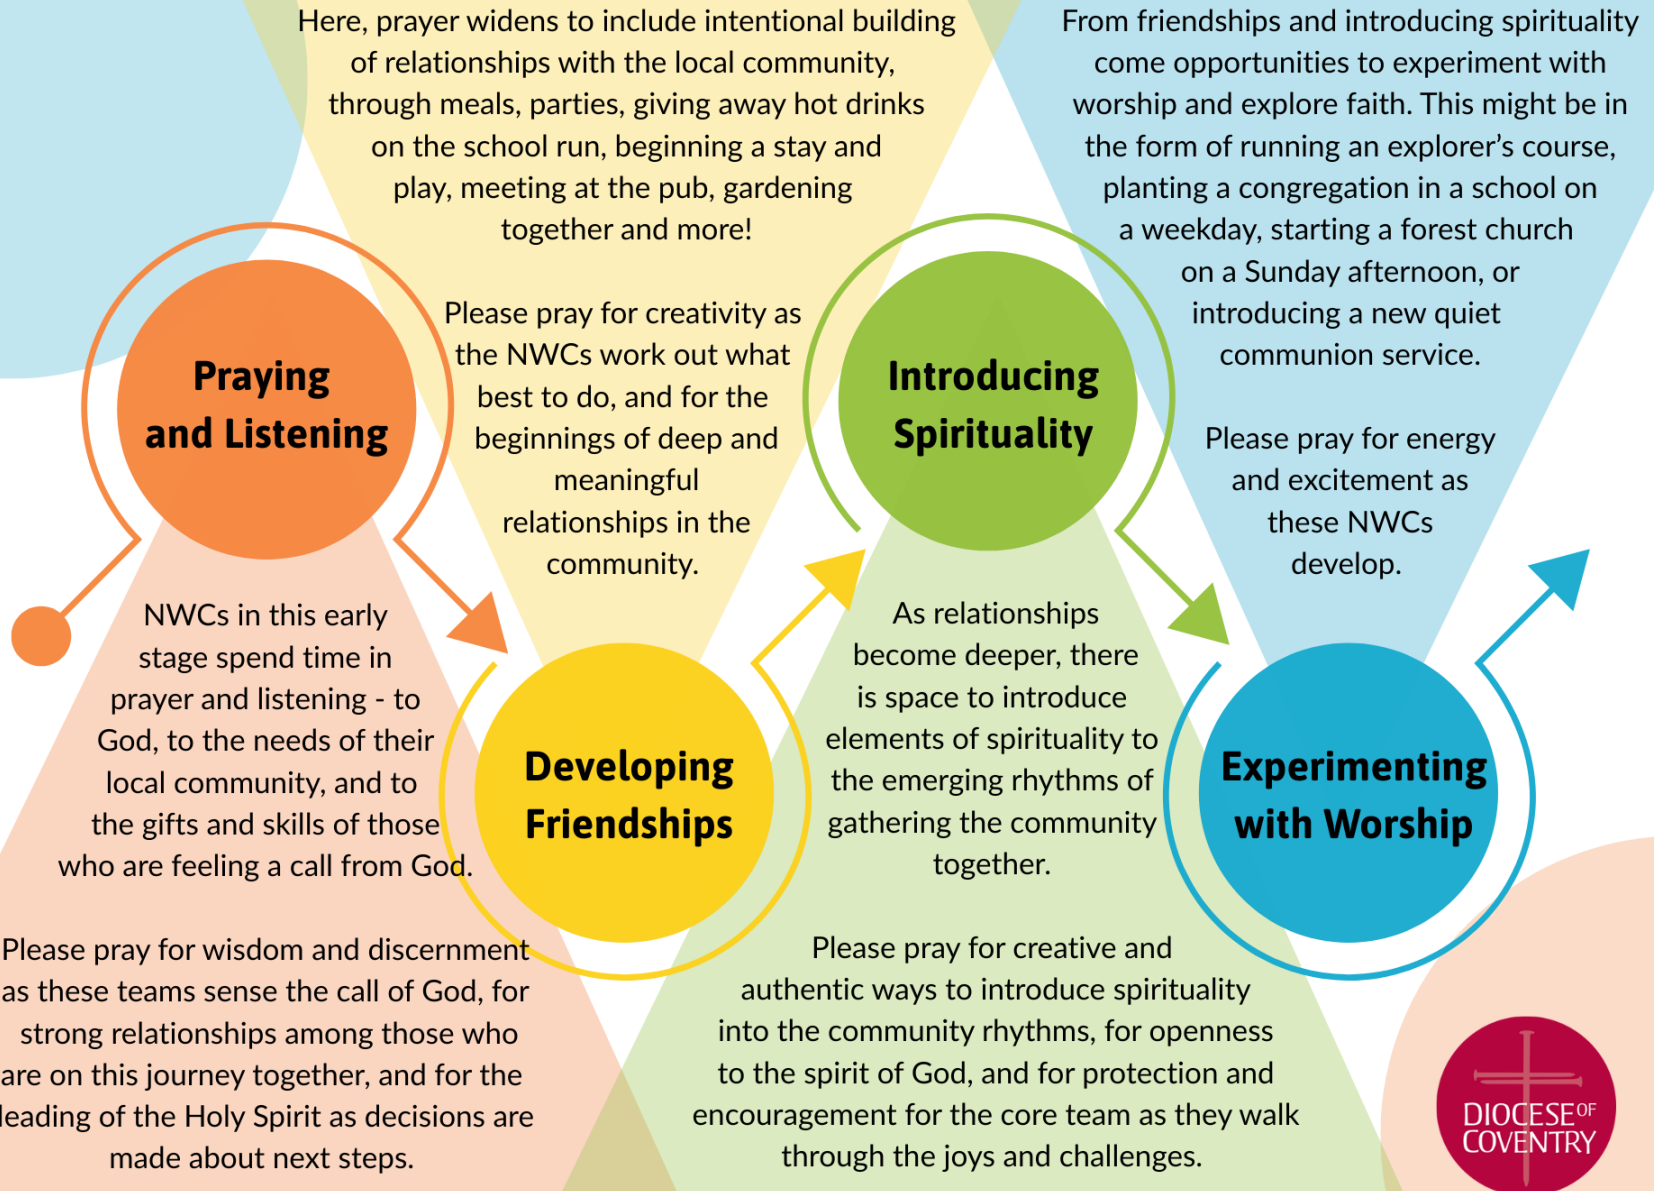 Praying
and Listening
NWCs in this early
stage spend time in
prayer and listening - to
God, to the needs of their
local community, and to
the gifts and skills of those
who are feeling a call from God.
Please pray for wisdom and discernment
as these teams sense the call of God, for
strong relationships among those who
are on this journey together, and for the
leading of the Holy Spirit as decisions are
made about next steps.
Here, prayer widens to include intentional building
of relationships with the local community,
through meals, parties, giving away hot drinks
on the school run, beginning a stay and
play, meeting at the pub, gardening
together and more!
Please pray for creativity as
the NWCs work out what
best to do, and for the
beginnings of deep and
meaningful
relationships in the
community.
Developing
Friendships
Introducing
Spirituality
As relationships
become deeper, there
is space to introduce
elements of spirituality to
the emerging rhythms of
gathering the community
together.
Please pray for creative and
authentic ways to introduce spirituality
into the community rhythms, for openness
to the spirit of God, and for protection and
encouragement for the core team as they walk
through the joys and challenges.
From friendships and introducing spirituality
come opportunities to experiment with
worship and explore faith. This might be in
the form of running an explorer’s course,
planting a congregation in a school on
a weekday, starting a forest church
on a Sunday afternoon, or
introducing a new quiet
communion service.
Please pray for energy
and excitement as
these NWCs
develop.
Experimenting
with Worship
DIOCESE OF
COVENTRY